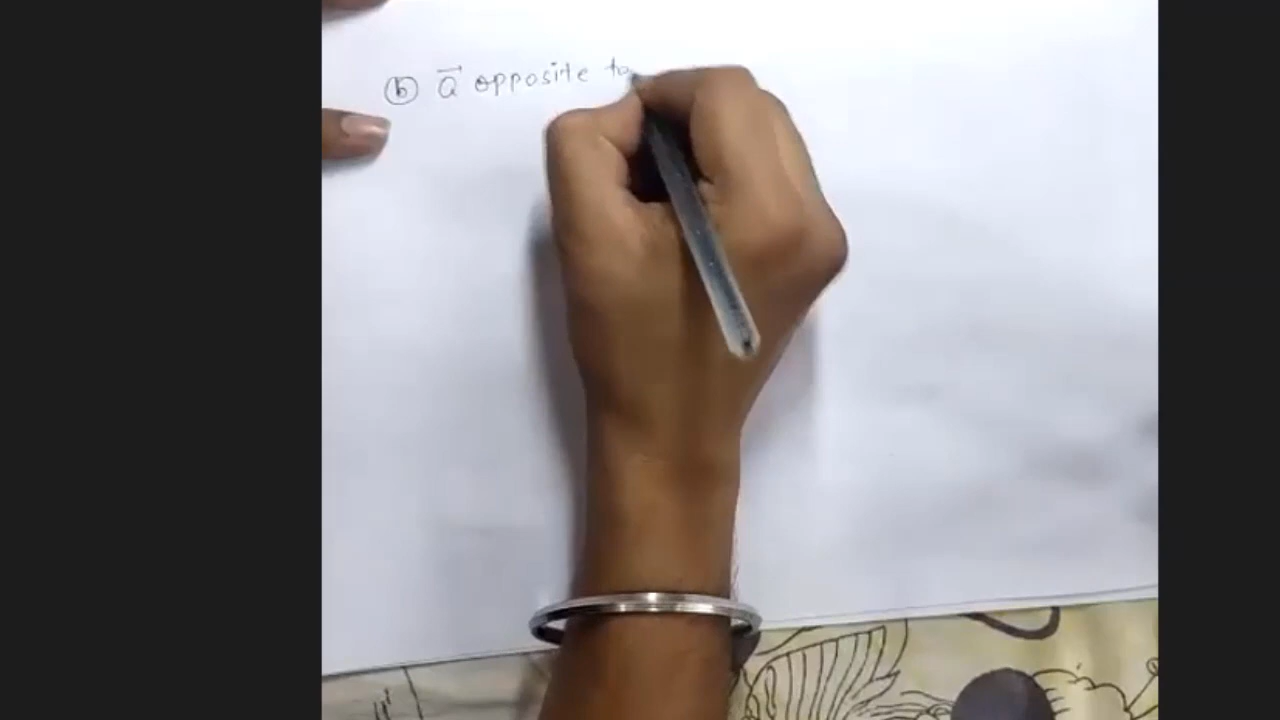 ⓑ a⃗ opposite to